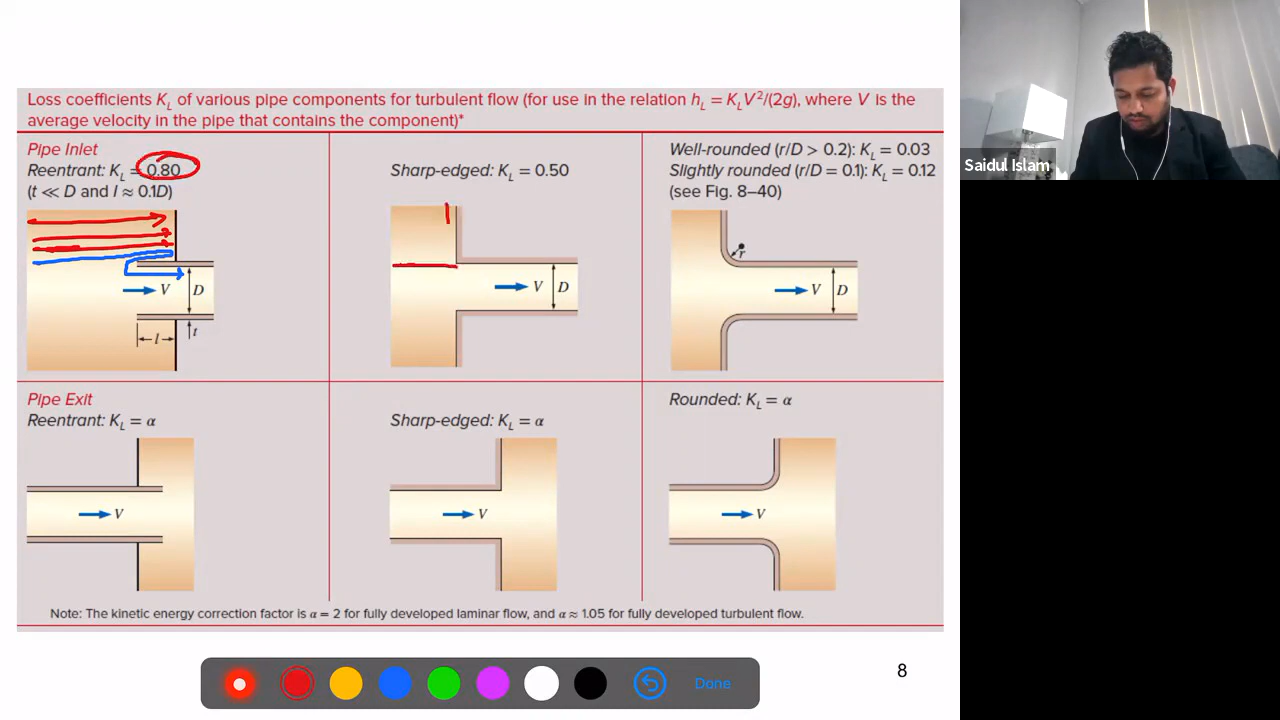 Loss coefficients K_L of various pipe components for turbulent flow (for use in the relation h_L = K_LV²/(2g), where V is the
average velocity in the pipe that contains the component)*
Pipe Inlet
Reentrant: K_L = 0.80
(t ≪ D and l ≈ 0.1D)
V
D
l
t
Sharp-edged: K_L = 0.50
V
D
Well-rounded (r/D > 0.2): K_L = 0.03
Slightly rounded (r/D = 0.1): K_L = 0.12
(see Fig. 8–40)
r
V
D
Pipe Exit
Reentrant: K_L = α
V
Sharp-edged: K_L = α
V
Rounded: K_L = α
V
Note: The kinetic energy correction factor is α = 2 for fully developed laminar flow, and α ≈ 1.05 for fully developed turbulent flow.
8
Done
Saidul Islam